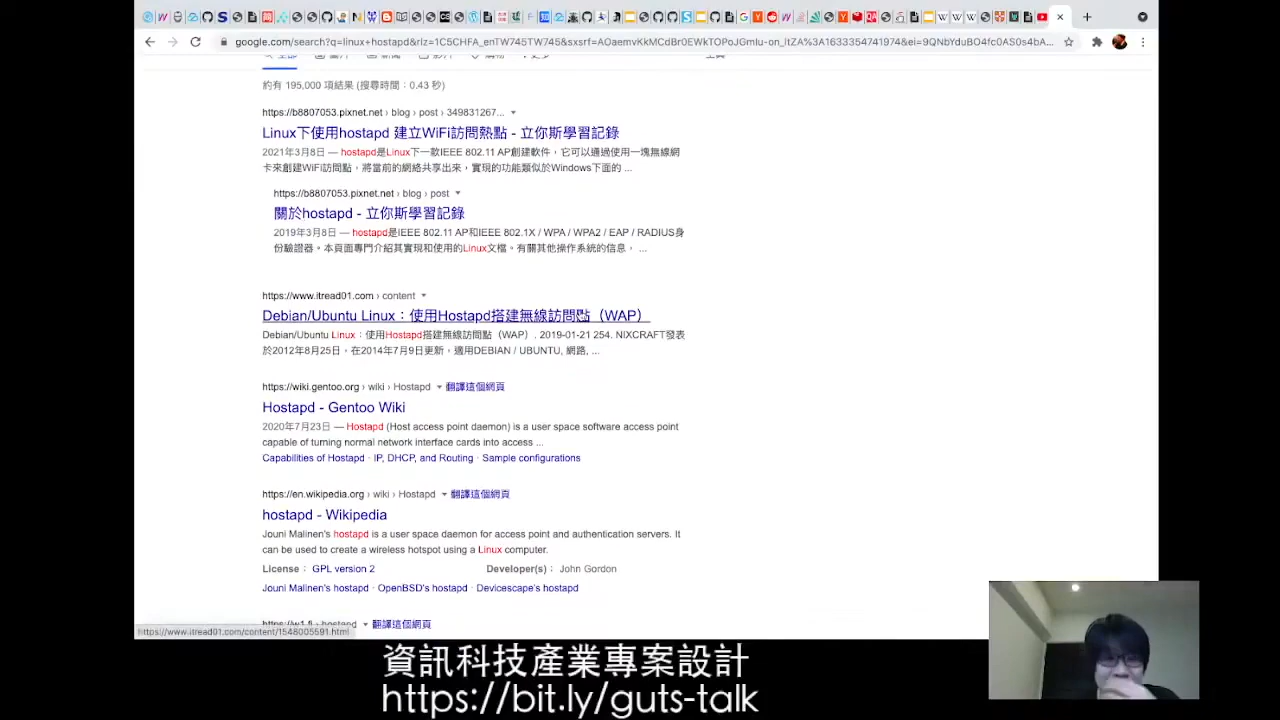 google.com/search?q=linux+hostapd&rlz=1C5CHFA_enTW745TW745&sxsrf=AOaemvKkMCdBr0EWkTOPoJGmIu-on_ltZA%3A1633354741974&ei=9QNbYduBO4fc0AS0s4bA...
全部
工具
約有 195,000 項結果 (搜尋時間：0.43 秒)
https://b8807053.pixnet.net › blog › post › 349831267...
Linux下使用hostapd 建立WiFi訪問熱點 - 立你斯學習記錄
2021年3月8日 — hostapd是Linux下一款IEEE 802.11 AP創建軟件，它可以通過使用一塊無線網
卡來創建WiFi訪問點，將當前的網絡共享出來，實現的功能類似於Windows下面的 ...
https://b8807053.pixnet.net › blog › post
關於hostapd - 立你斯學習記錄
2019年3月8日 — hostapd是IEEE 802.11 AP和IEEE 802.1X / WPA / WPA2 / EAP / RADIUS身
份驗證器。本頁面專門介紹其實現和使用的Linux文檔。有關其他操作系統的信息， ...
https://www.itread01.com › content
Debian/Ubuntu Linux：使用Hostapd搭建無線訪問點（WAP）
Debian/Ubuntu Linux：使用Hostapd搭建無線訪問點（WAP）. 2019-01-21 254. NIXCRAFT發表
於2012年8月25日，在2014年7月9日更新，適用DEBIAN / UBUNTU, 網路, ...
https://wiki.gentoo.org › wiki › Hostapd 翻譯這個網頁
Hostapd - Gentoo Wiki
2020年7月23日 — Hostapd (Host access point daemon) is a user space software access point
capable of turning normal network interface cards into access ...
Capabilities of Hostapd · IP, DHCP, and Routing · Sample configurations
https://en.wikipedia.org › wiki › Hostapd 翻譯這個網頁
hostapd - Wikipedia
Jouni Malinen's hostapd is a user space daemon for access point and authentication servers. It
can be used to create a wireless hotspot using a Linux computer.
License： GPL version 2 Developer(s)： John Gordon
Jouni Malinen's hostapd · OpenBSD's hostapd · Devicescape's hostapd
https://w1.fi › hostapd 翻譯這個網頁
https://www.itread01.com/content/1548005591.html
資訊科技產業專案設計
https://bit.ly/guts-talk